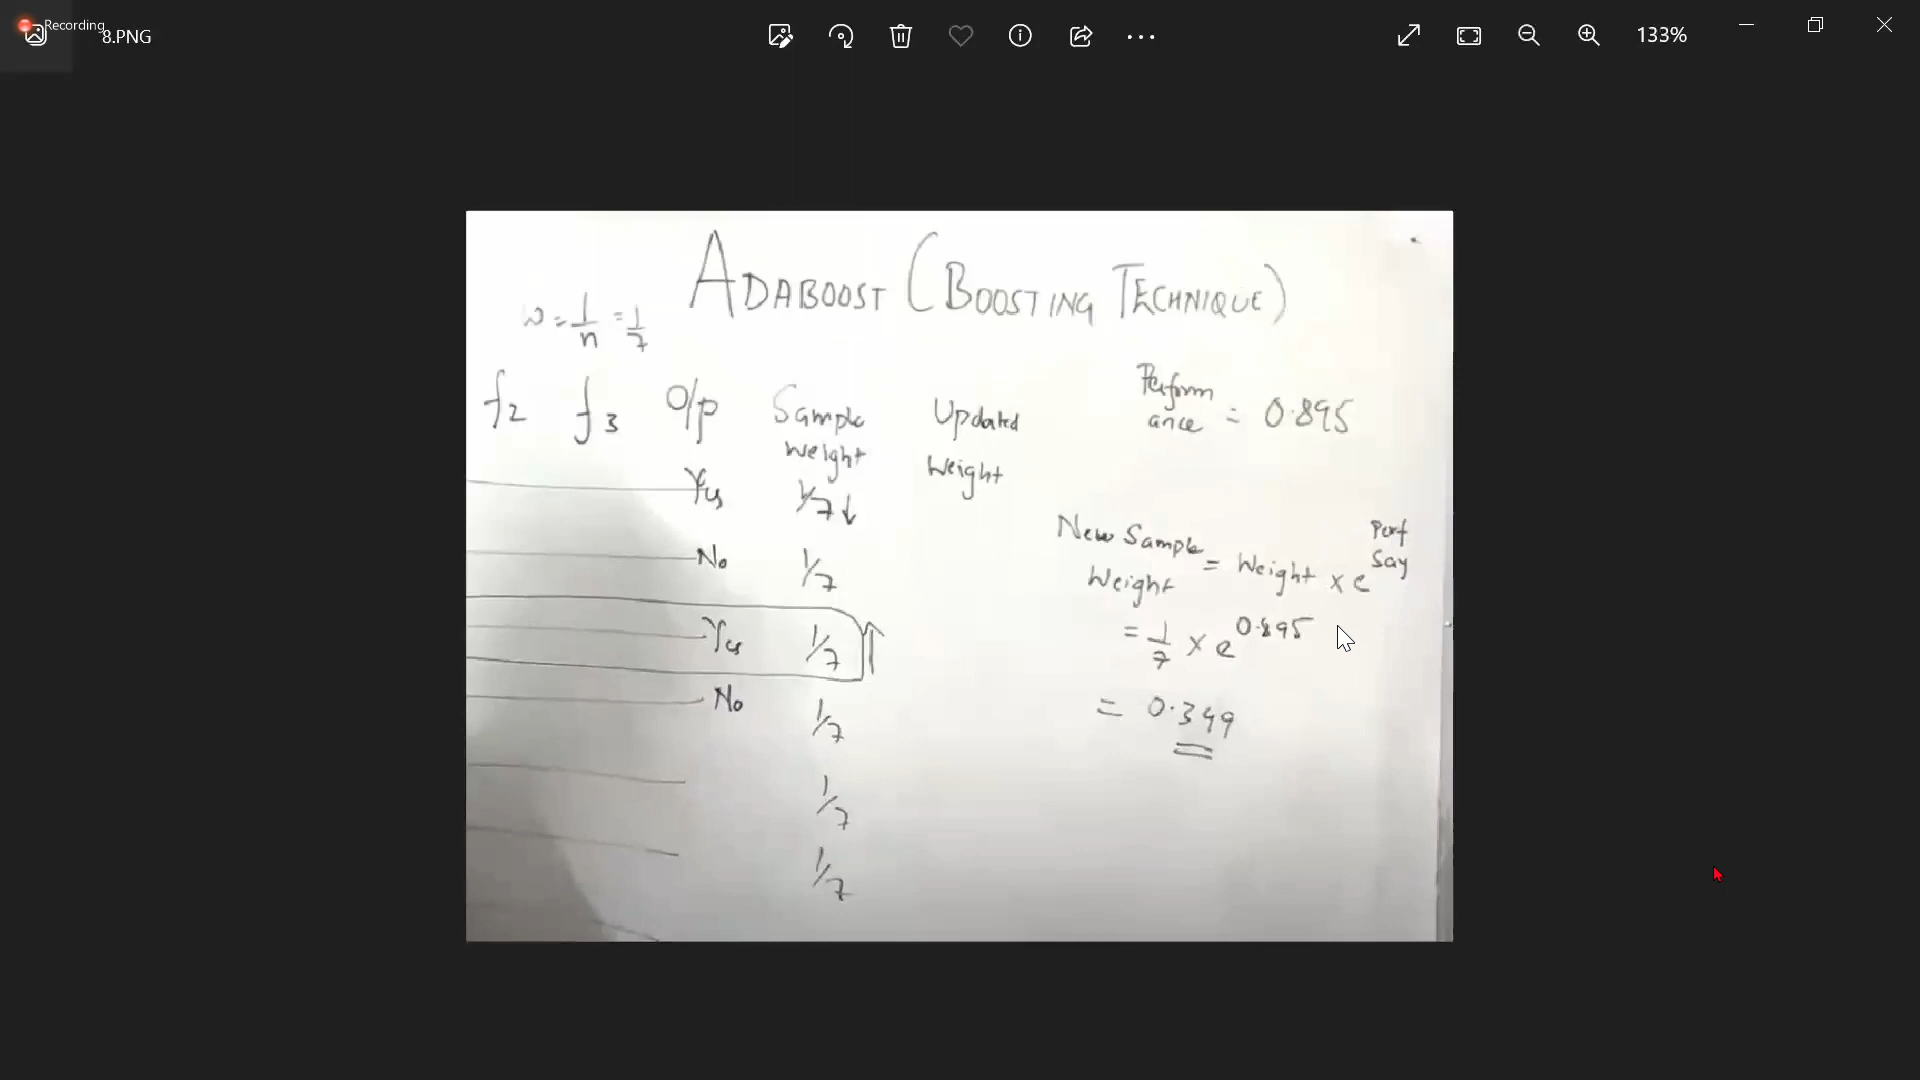 Recording
8.PNG
133%
ADABOOST (BOOSTING TECHNIQUE)
w = 1/n = 1/7
f2 f3 O/p Sample Weight Updated Weight
Yes 1/7 ↓
No 1/7
Yes 1/7 ↑
No 1/7
1/7
1/7
Performance = 0.895
New Sample Weight = Weight × e^Perf Say
= 1/7 × e^0.895
= 0.349